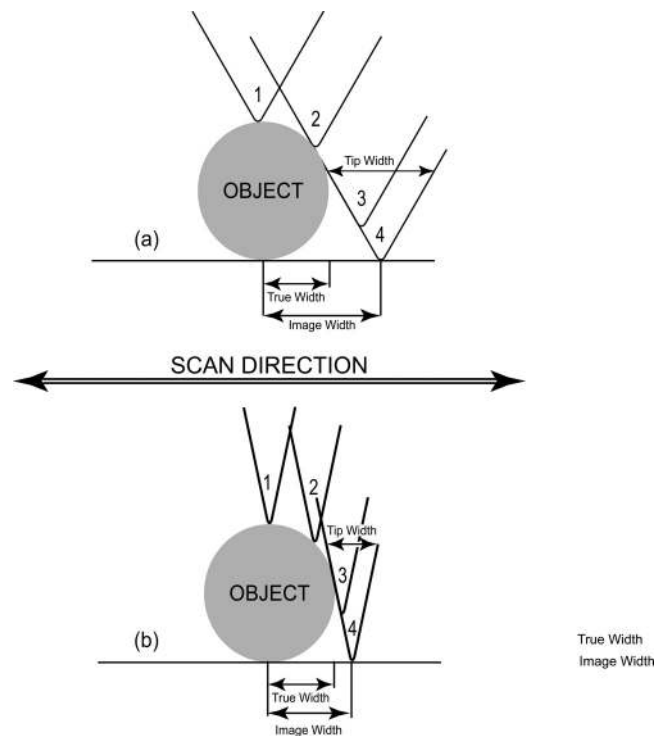 1
2
Tip Width
OBJECT
3
(a)
4
True Width
Image Width
SCAN DIRECTION
1
2
Tip Width
3
OBJECT
4
(b)
True Width
True Width
Image Width
Image Width